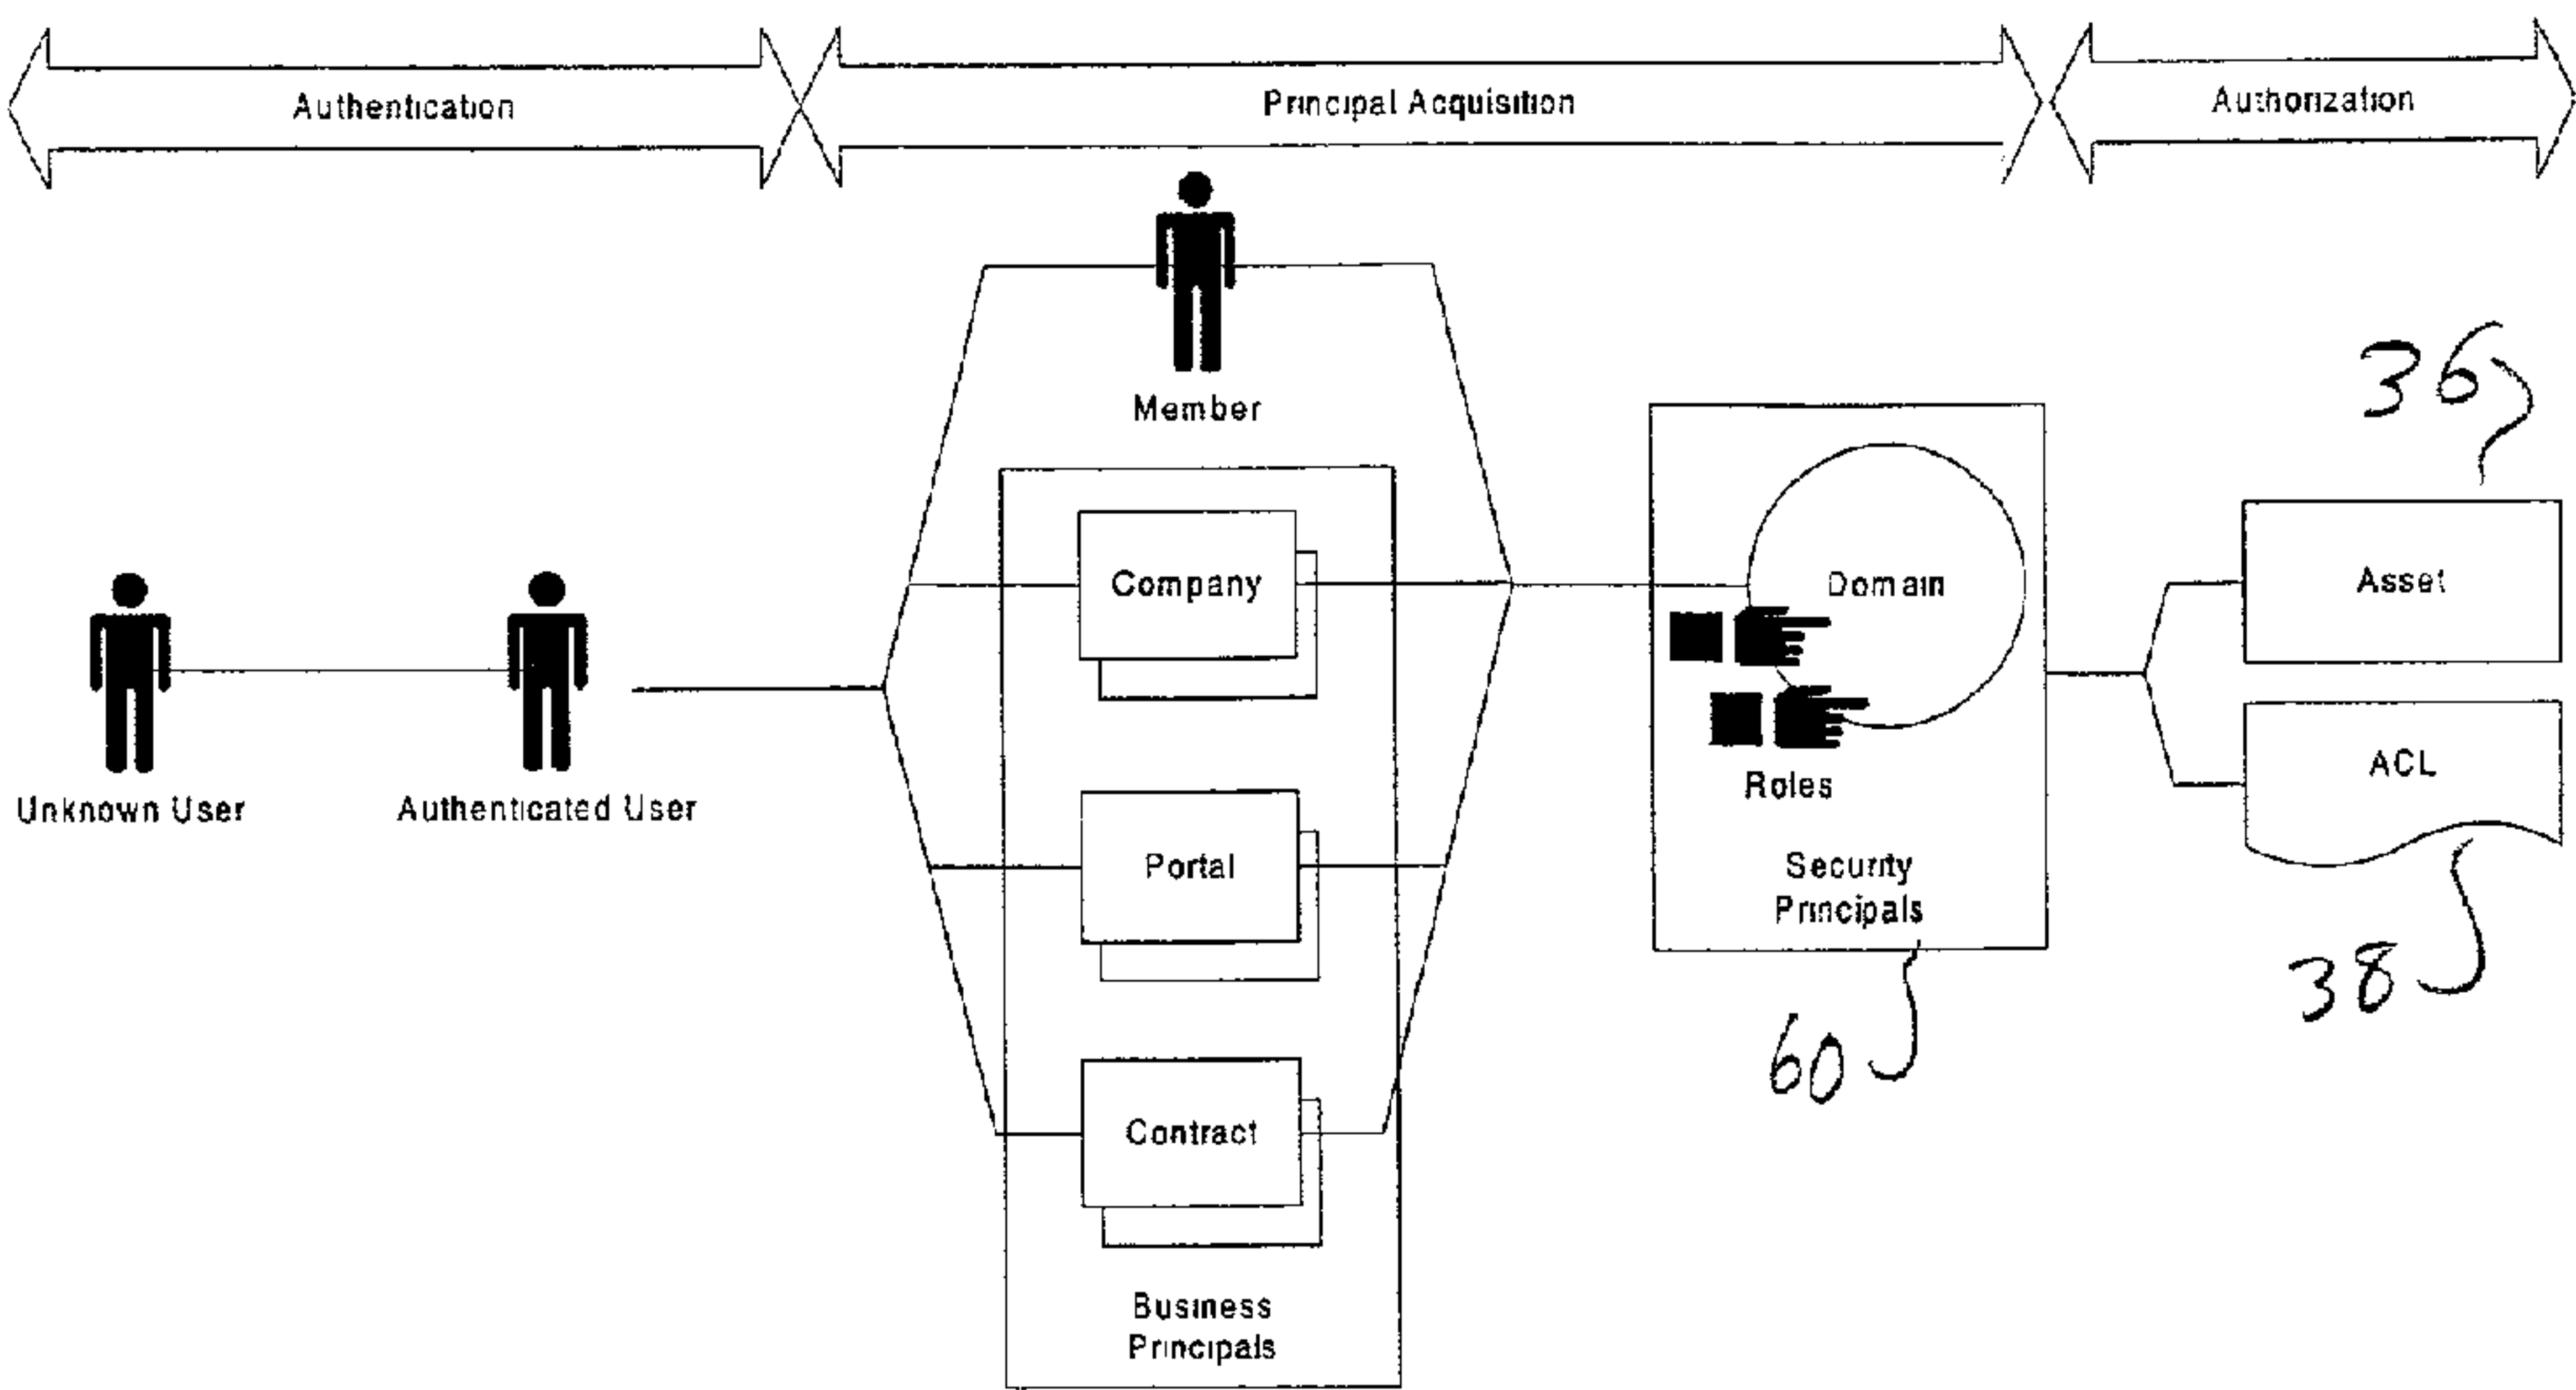 Authentication
Principal Acquisition
Authorization
Member
36
Company
Domain
Asset
Unknown User
Authenticated User
Roles
ACL
Portal
Security
Principals
38
60
Contract
Business
Principals